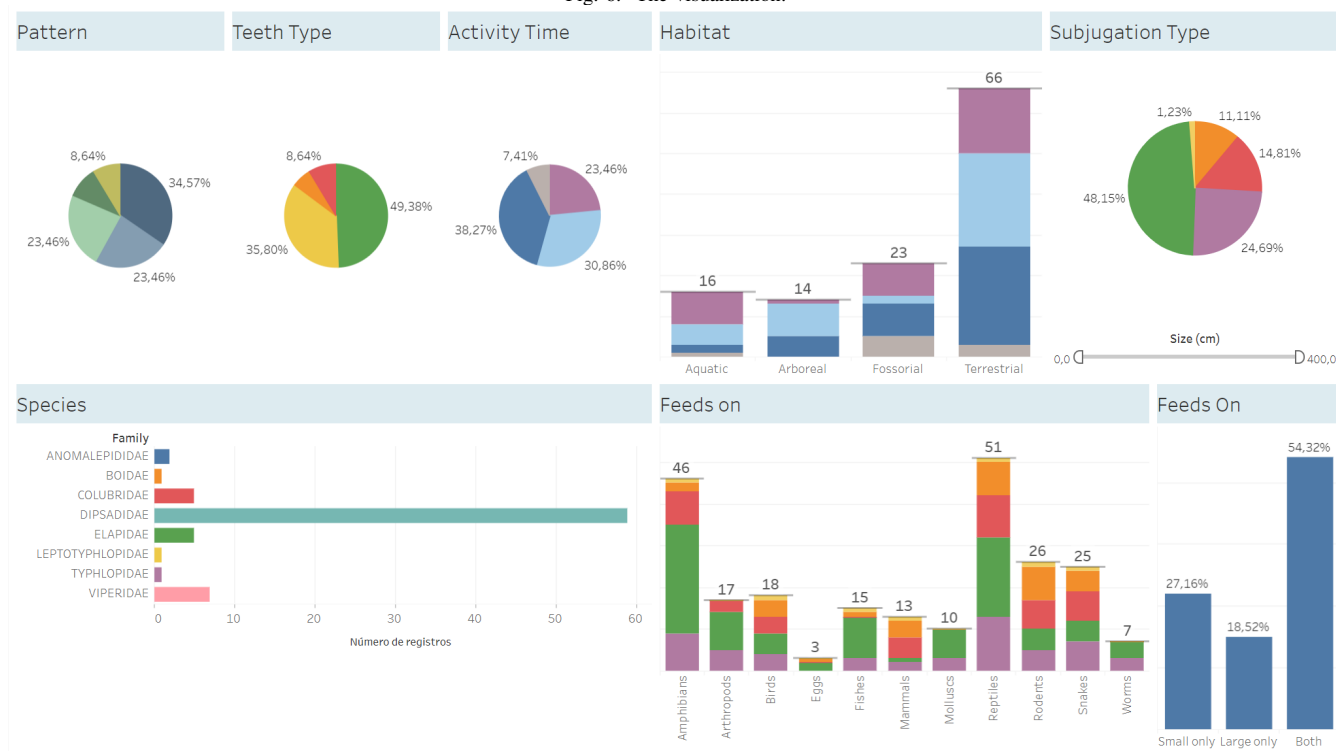 Fig. 6. The visualization.
Pattern
Teeth Type
Activity Time
Habitat
Subjugation Type
8,64%
34,57%
23,46%
23,46%
8,64%
49,38%
35,80%
7,41%
23,46%
38,27%
30,86%
66
23
16
14
Aquatic
Arboreal
Fossorial
Terrestrial
1,23%
11,11%
14,81%
48,15%
24,69%
Size (cm)
0,0
400,0
Species
Family
ANOMALEPIDIDAE
BOIDAE
COLUBRIDAE
DIPSADIDAE
ELAPIDAE
LEPTOTYPHLOPIDAE
TYPHLOPIDAE
VIPERIDAE
0 10 20 30 40 50 60
Número de registros
Feeds on
46
17
18
3
15
13
10
51
26
25
7
Amphibians
Arthropods
Birds
Eggs
Fishes
Mammals
Molluscs
Reptiles
Rodents
Snakes
Worms
Feeds On
27,16%
18,52%
54,32%
Small only
Large only
Both